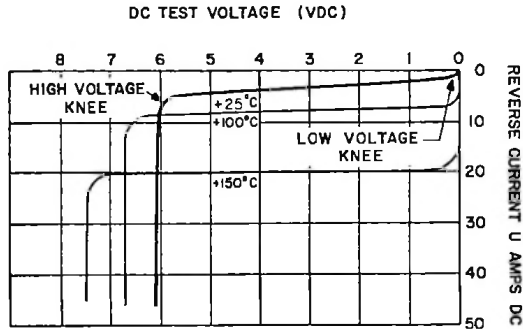 DC TEST VOLTAGE (VDC)
8 7 6 5 4 3 2 1 0
HIGH VOLTAGE
KNEE
+25°C
+100°C
LOW VOLTAGE
KNEE
+150°C
0
10
20
30
40
50
REVERSE CURRENT U AMPS DC